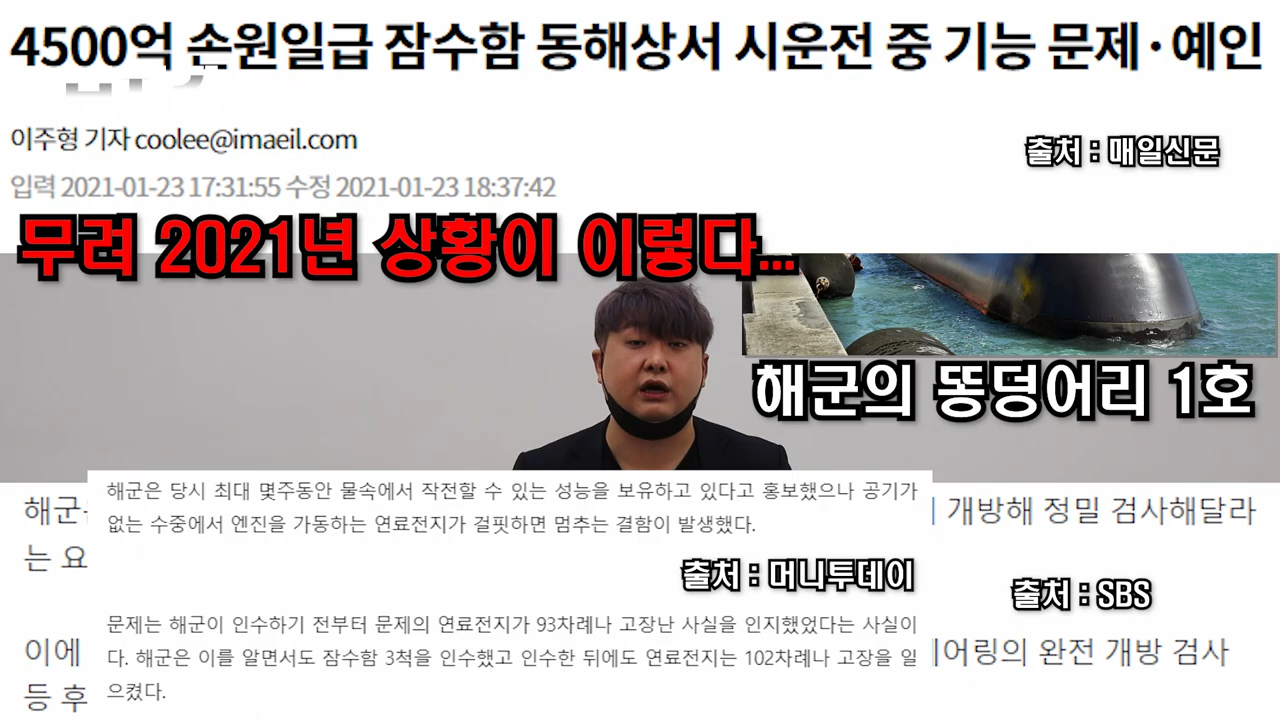 4500억 손원일급 잠수함 동해상서 시운전 중 기능 문제·예인
이주형 기자 coolee@imaeil.com
출처 : 매일신문
입력 2021-01-23 17:31:55 수정 2021-01-23 18:37:42
무려 2021년 상황이 이렇다...
해군의 똥덩어리 1호
해군은 당시 최대 몇주동안 물속에서 작전할 수 있는 성능을 보유하고 있다고 홍보했으나 공기가
없는 수중에서 엔진을 가동하는 연료전지가 걸핏하면 멈추는 결함이 발생했다.
해군
개방해 정밀 검사해달라
는 요
출처 : 머니투데이
출처 : SBS
문제는 해군이 인수하기 전부터 문제의 연료전지가 93차례나 고장난 사실을 인지했었다는 사실이
다. 해군은 이를 알면서도 잠수함 3척을 인수했고 인수한 뒤에도 연료전지는 102차례나 고장을 일
으켰다.
이에
어링의 완전 개방 검사
등 후